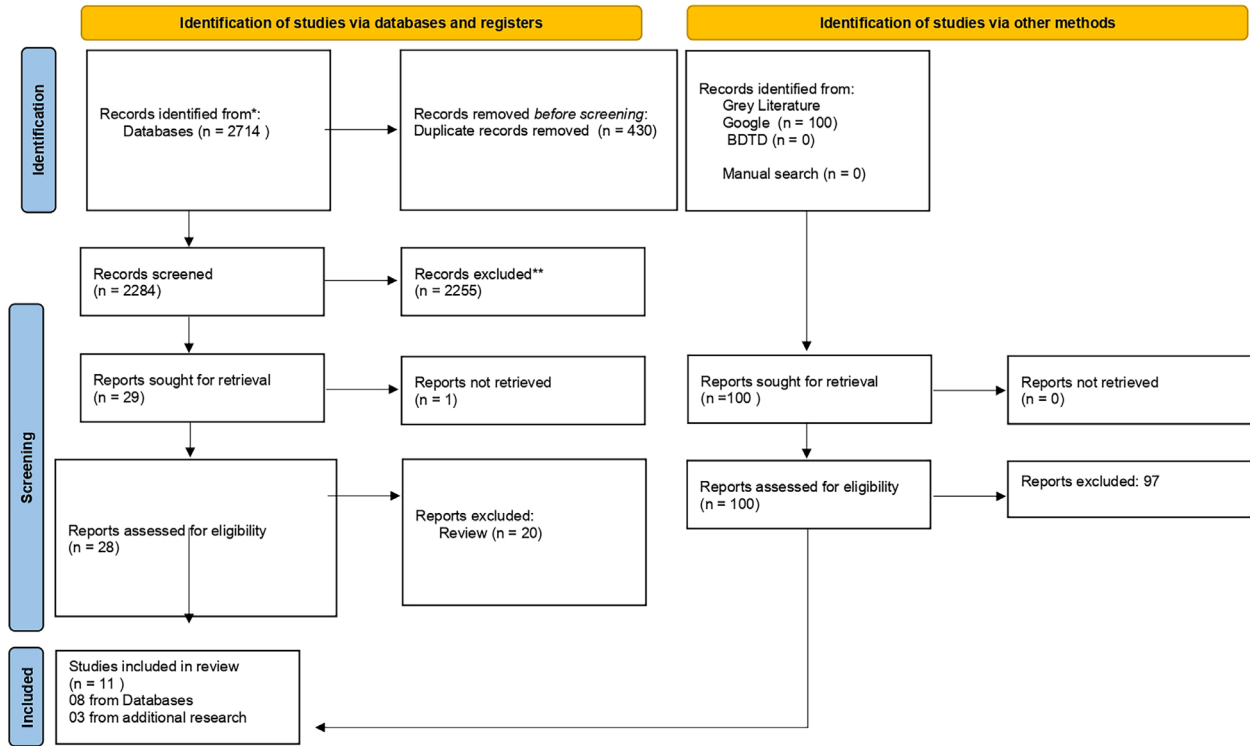 Identification of studies via databases and registers
Identification of studies via other methods
Identification
Records identified from*:
Databases (n = 2714 )
Records removed before screening:
Duplicate records removed (n = 430)
Records identified from:
Grey Literature
Google (n = 100)
BDTD (n = 0)
Manual search (n = 0)
Screening
Records screened
(n = 2284)
Records excluded**
(n = 2255)
Reports sought for retrieval
(n = 29)
Reports not retrieved
(n = 1)
Reports sought for retrieval
(n =100 )
Reports not retrieved
(n = 0)
Reports assessed for eligibility
(n = 28)
Reports excluded:
Review (n = 20)
Reports assessed for eligibility
(n = 100)
Reports excluded: 97
Included
Studies included in review
(n = 11 )
08 from Databases
03 from additional research